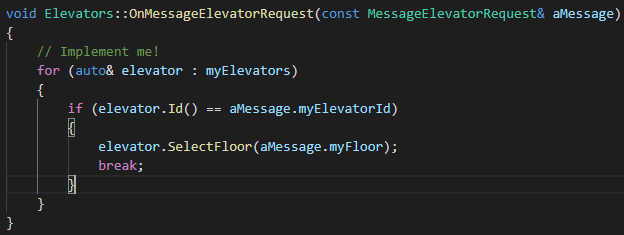 void Elevators::OnMessageElevatorRequest(const MessageElevatorRequest& aMessage)
{
    // Implement me!
    for (auto& elevator : myElevators)
    {
        if (elevator.Id() == aMessage.myElevatorId)
        {
            elevator.SelectFloor(aMessage.myFloor);
            break;
        }
    }
}